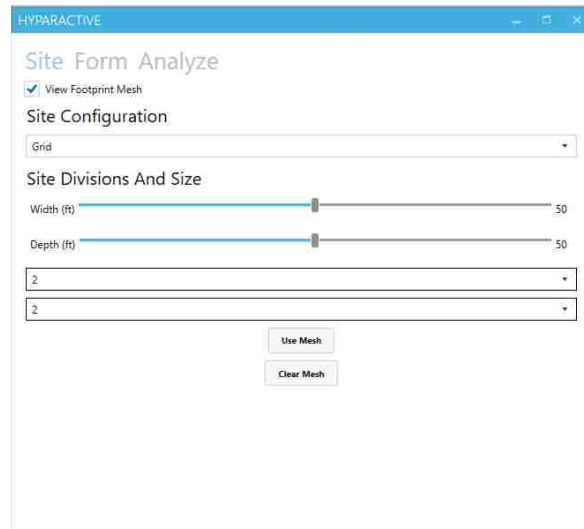 HYPARACTIVE
Site Form Analyze
View Footprint Mesh
Site Configuration
Grid
Site Divisions And Size
Width (ft) 50
Depth (ft) 50
2
2
Use Mesh
Clear Mesh